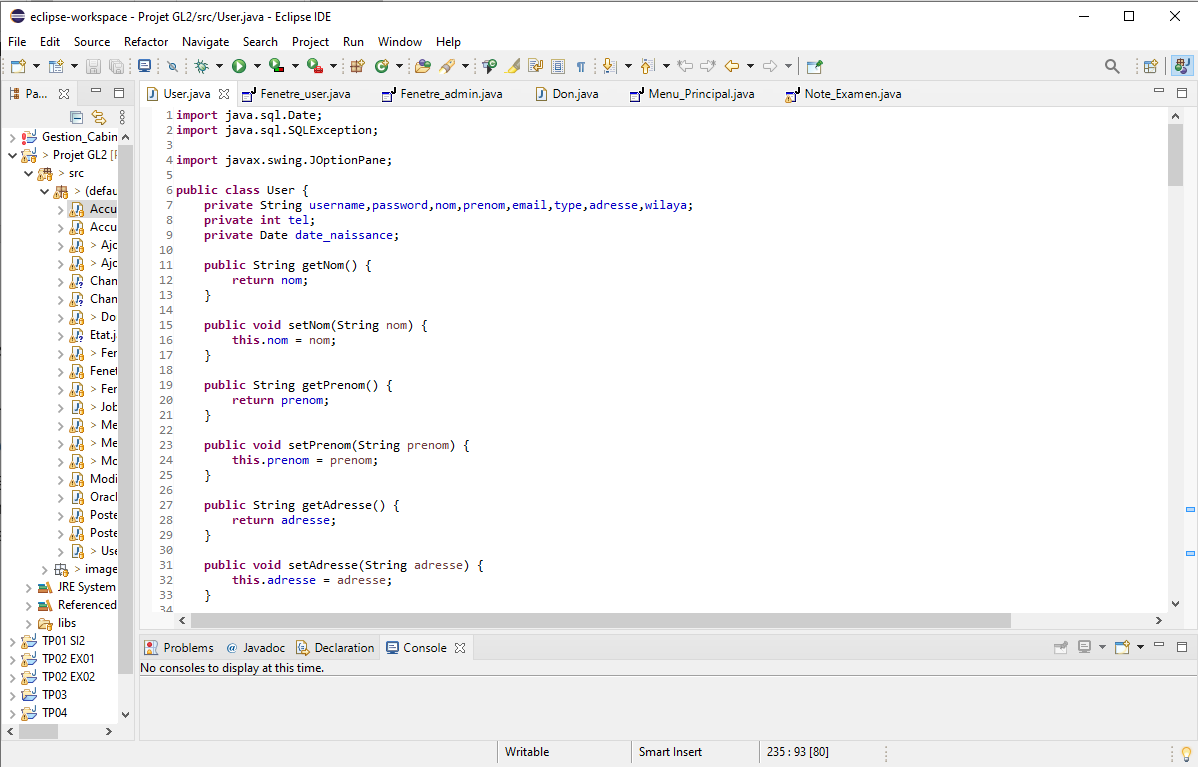 eclipse-workspace - Projet GL2/src/User.java - Eclipse IDE
File Edit Source Refactor Navigate Search Project Run Window Help
Pa...
Gestion_Cabin
> Projet GL2 [
> src
> (defau
Accu
Accu
> Ajo
> Ajo
Chan
Chan
> Do
Etat.j
> Fer
Fenet
> Fer
> Job
> Me
> Me
> Mo
Modi
Oracl
Poste
Poste
> Use
> image
JRE System
Referenced
libs
TP01 SI2
TP02 EX01
TP02 EX02
TP03
TP04
User.java Fenetre_user.java Fenetre_admin.java Don.java Menu_Principal.java Note_Examen.java
1 import java.sql.Date;
2 import java.sql.SQLException;
3
4 import javax.swing.JOptionPane;
5
6 public class User {
7 private String username,password,nom,prenom,email,type,adresse,wilaya;
8 private int tel;
9 private Date date_naissance;
10
11 public String getNom() {
12 return nom;
13 }
14
15 public void setNom(String nom) {
16 this.nom = nom;
17 }
18
19 public String getPrenom() {
20 return prenom;
21 }
22
23 public void setPrenom(String prenom) {
24 this.prenom = prenom;
25 }
26
27 public String getAdresse() {
28 return adresse;
29 }
30
31 public void setAdresse(String adresse) {
32 this.adresse = adresse;
33 }
34
Problems @ Javadoc Declaration Console
No consoles to display at this time.
Writable Smart Insert 235 : 93 [80]